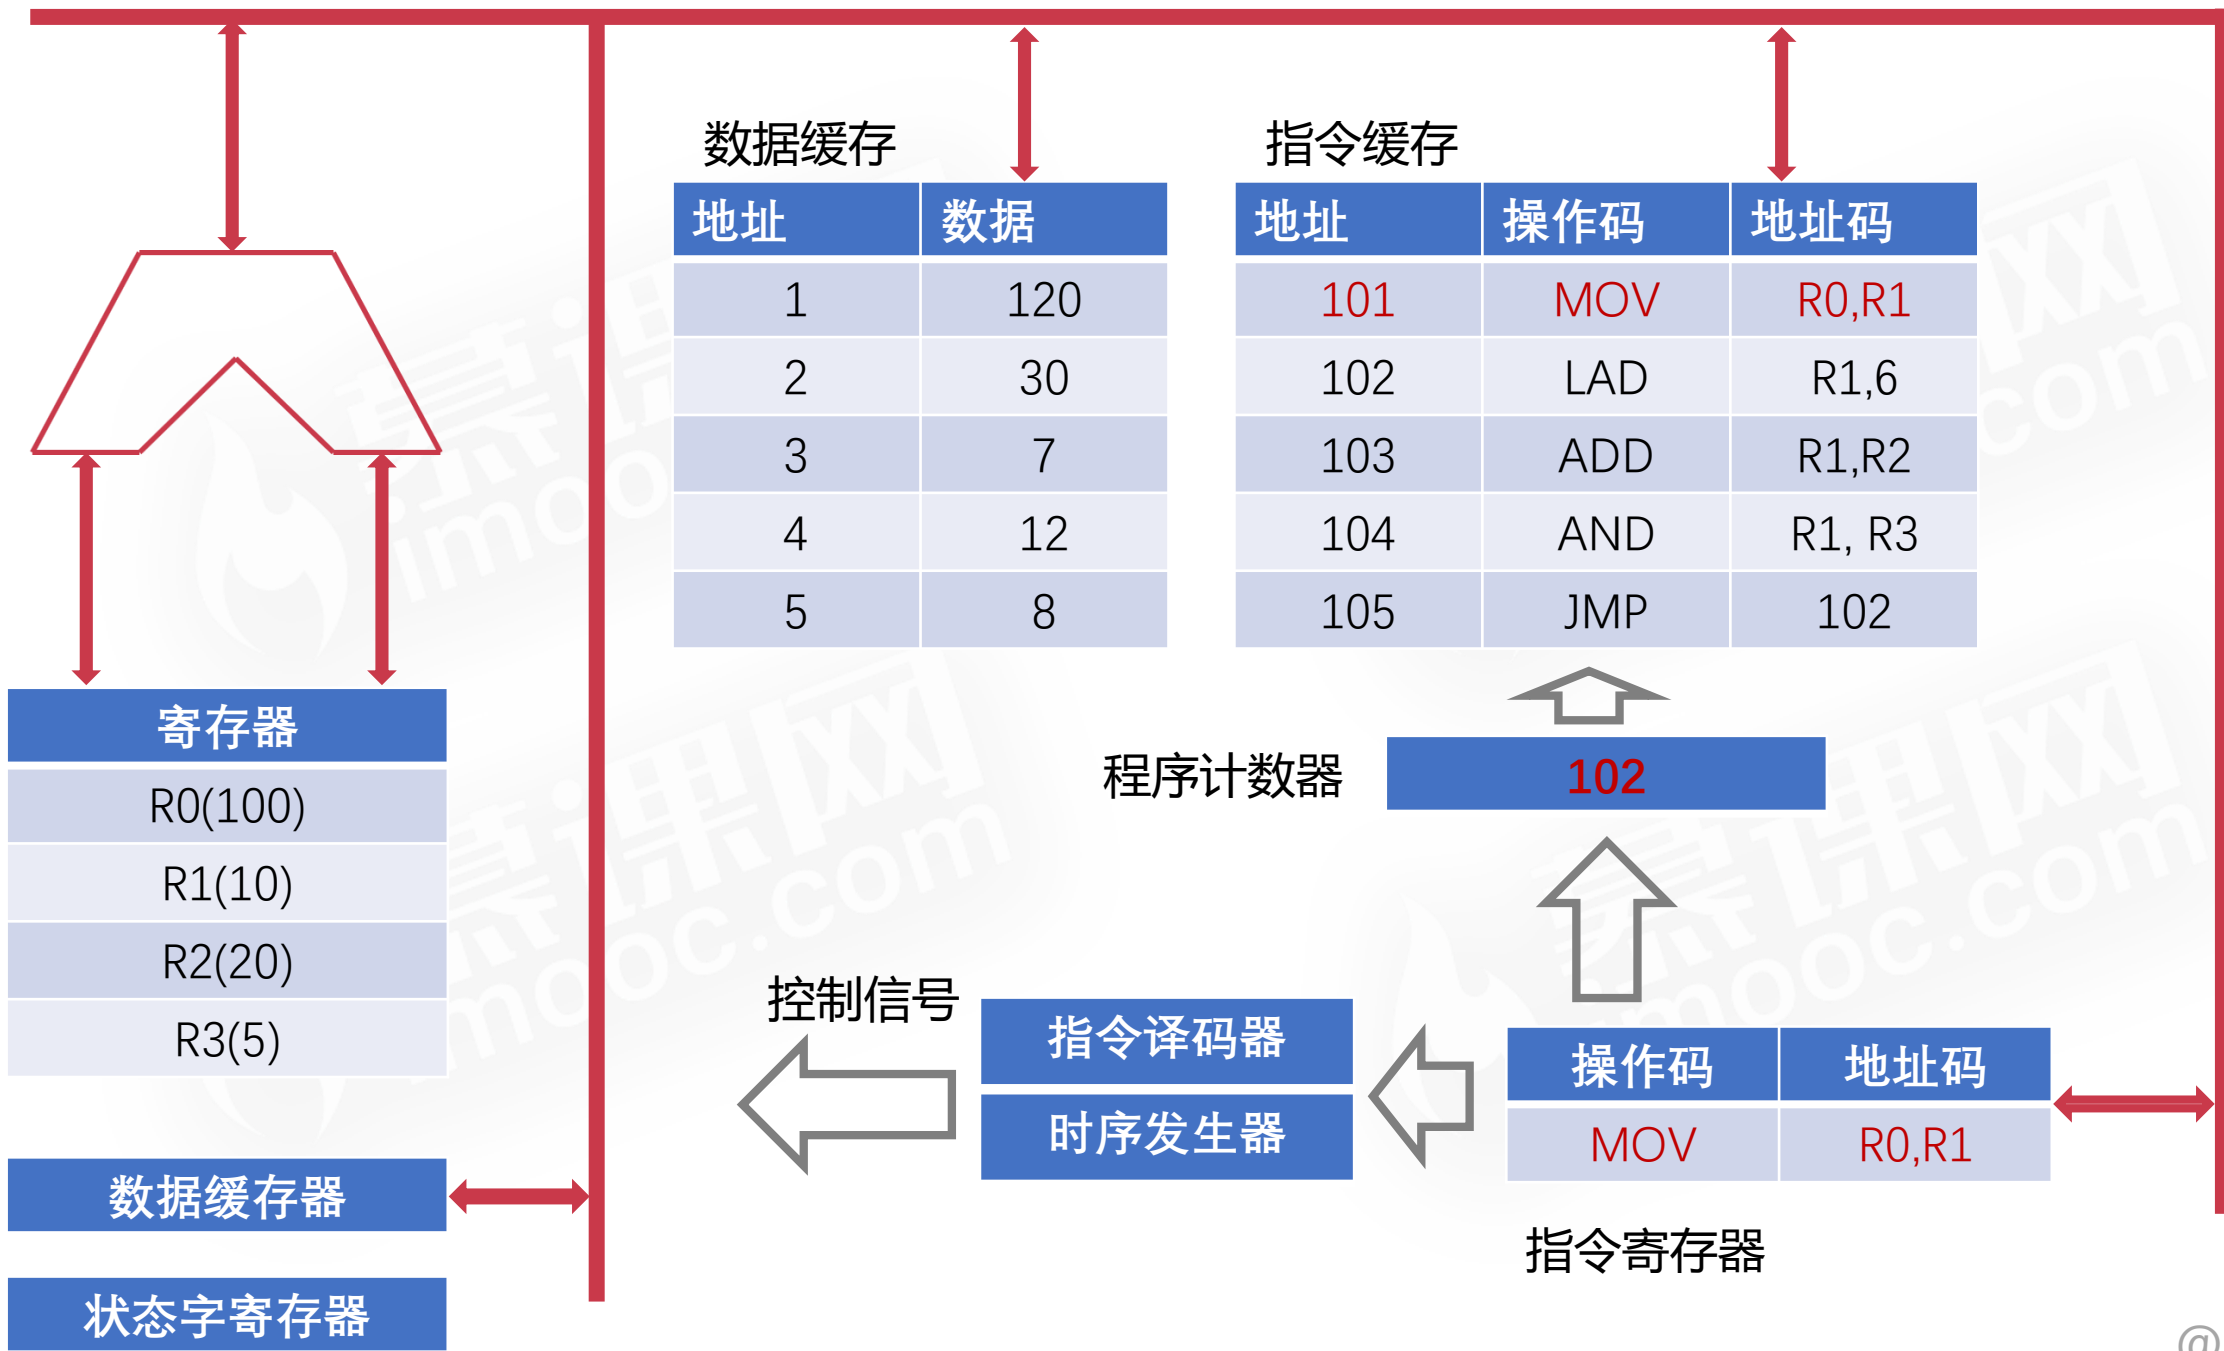 数据缓存
地址 数据
1 120
2 30
3 7
4 12
5 8
指令缓存
地址 操作码 地址码
101 MOV R0,R1
102 LAD R1,6
103 ADD R1,R2
104 AND R1, R3
105 JMP 102
寄存器
R0(100)
R1(10)
R2(20)
R3(5)
数据缓存器
状态字寄存器
程序计数器
102
控制信号
指令译码器
时序发生器
操作码 地址码
MOV R0,R1
指令寄存器
慕课网
imooc.com
@